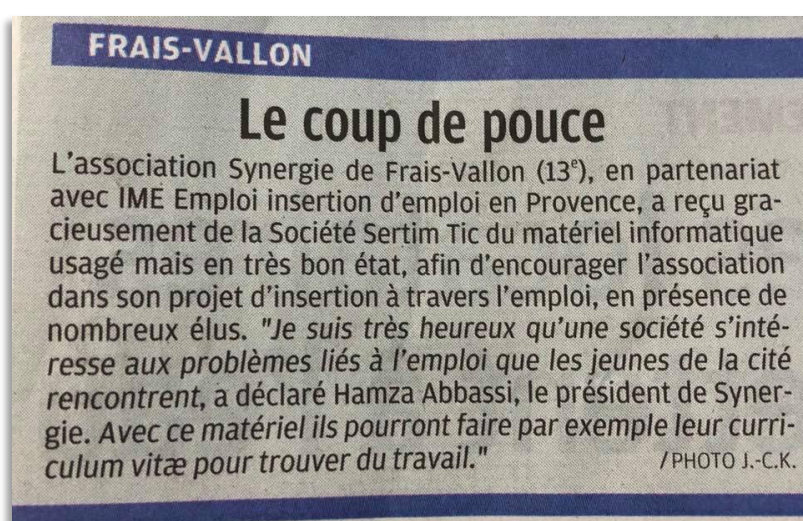 FRAIS-VALLON
Le coup de pouce
L'association Synergie de Frais-Vallon (13e), en partenariat
avec IME Emploi insertion d'emploi en Provence, a reçu gra-
cieusement de la Société Sertim Tic du matériel informatique
usagé mais en très bon état, afin d'encourager l'association
dans son projet d'insertion à travers l'emploi, en présence de
nombreux élus. "Je suis très heureux qu'une société s'inté-
resse aux problèmes liés à l'emploi que les jeunes de la cité
rencontrent, a déclaré Hamza Abbassi, le président de Syner-
gie. Avec ce matériel ils pourront faire par exemple leur curri-
culum vitæ pour trouver du travail."
/ PHOTO J.-C.K.